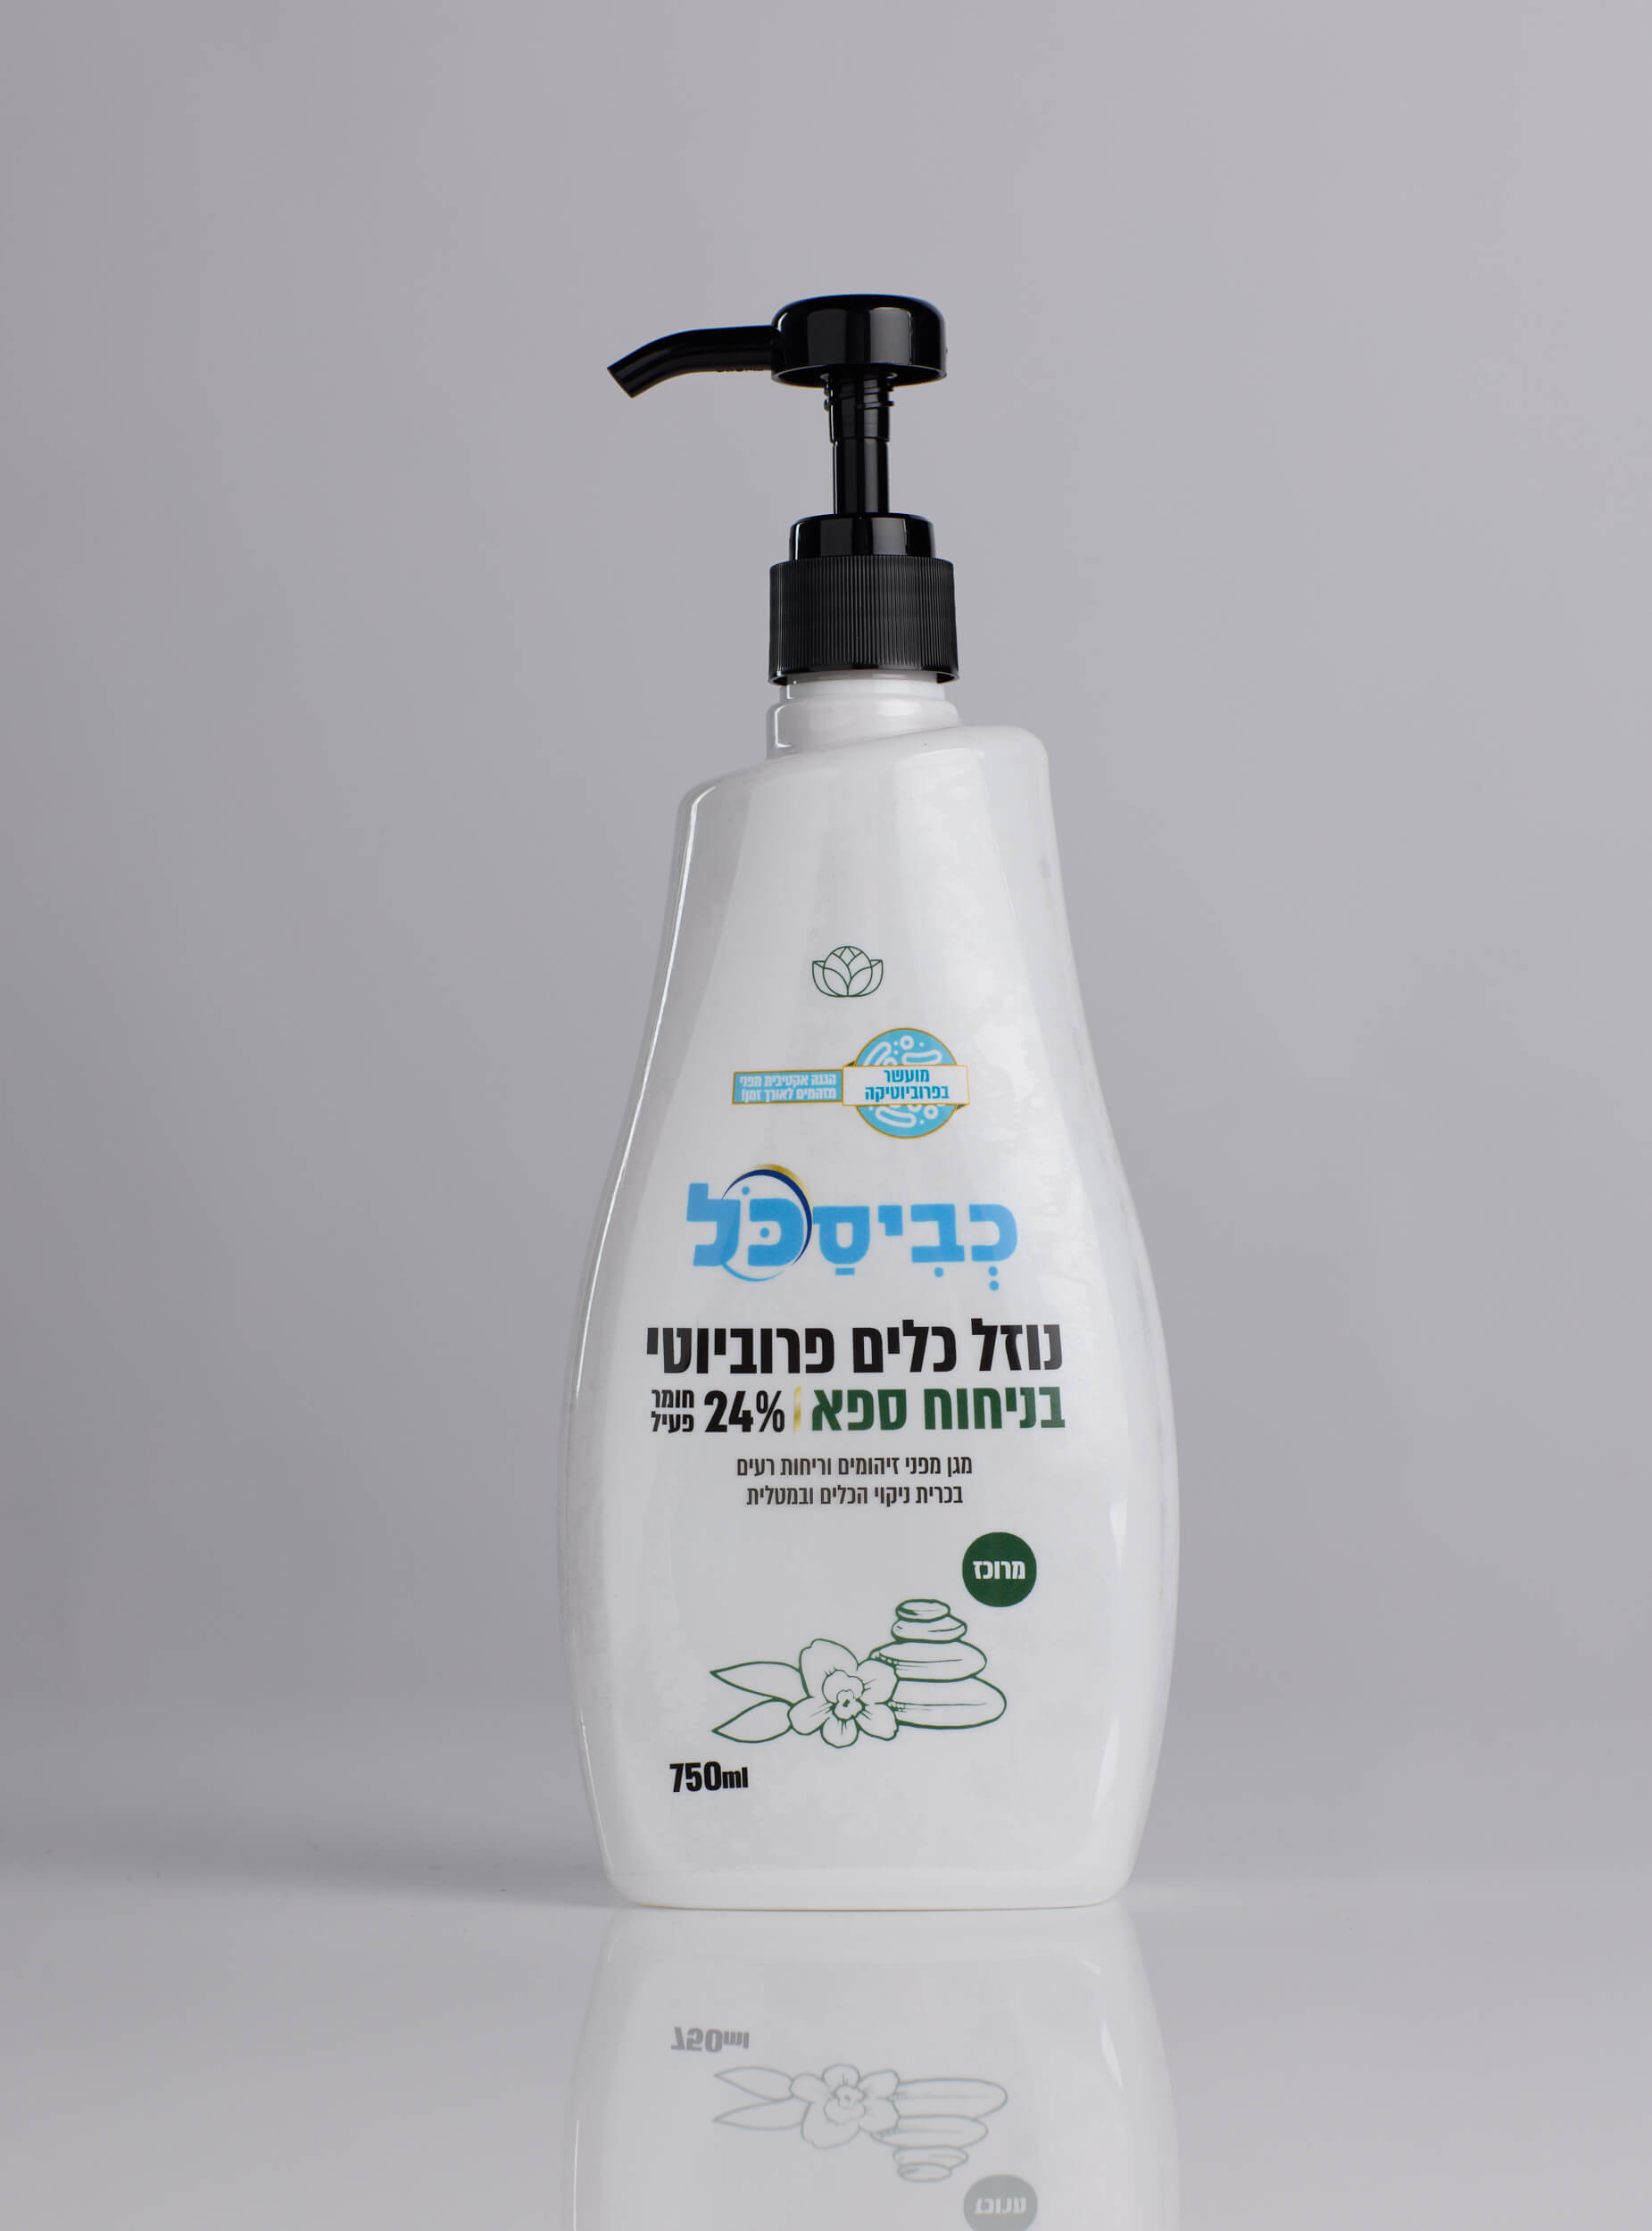 מועשר
בפרוביוטיקה
הגנה אקטיבית מפני
מזהמים לאורך זמן!
כְּבִיסַכֹּל
נוזל כלים פרוביוטי
בניחוח ספא 24% חומר פעיל
מגן מפני זיהומים וריחות רעים
בכרית ניקוי הכלים ובמטלית
מרוכז
750ml